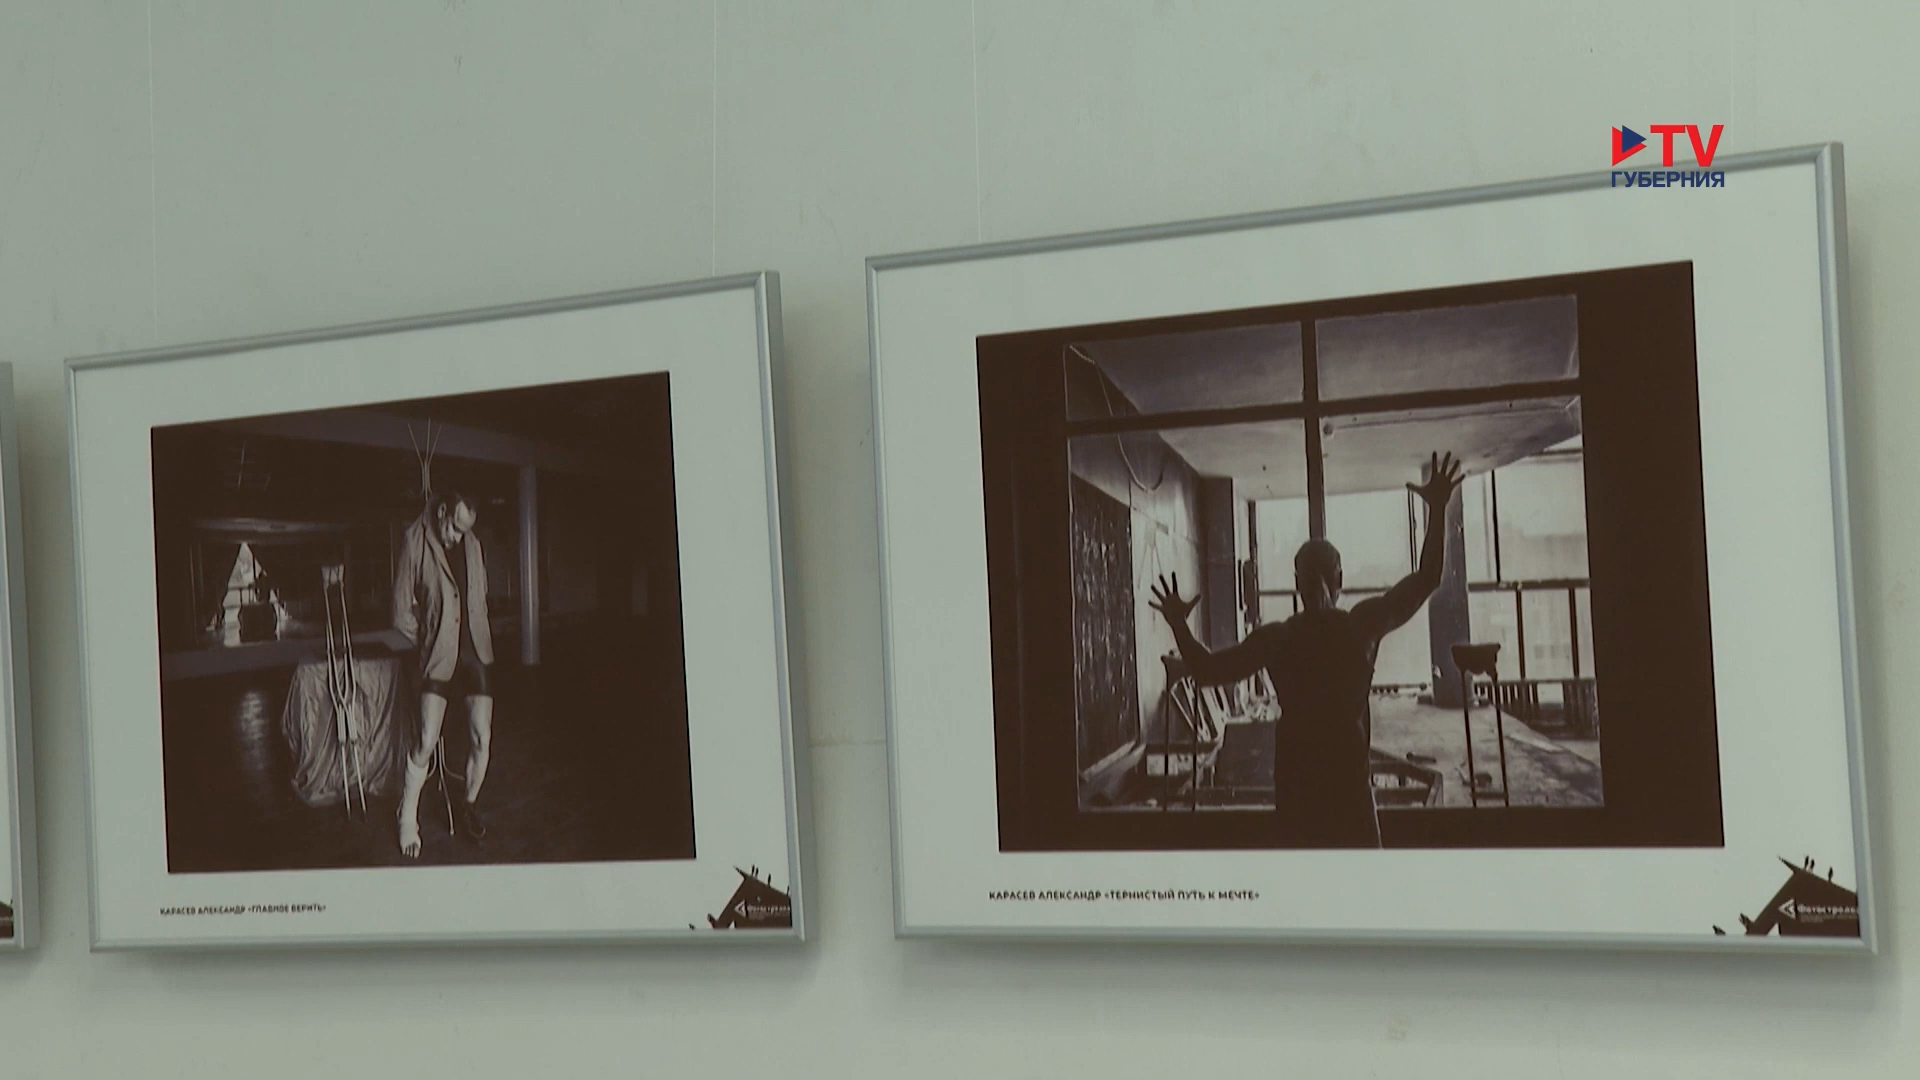 TV
ГУБЕРНИЯ
КАРАСЕВ АЛЕКСАНДР «ГЛАВНОЕ ВЕРИТЬ»
КАРАСЕВ АЛЕКСАНДР «ТЕРНИСТЫЙ ПУТЬ К МЕЧТЕ»